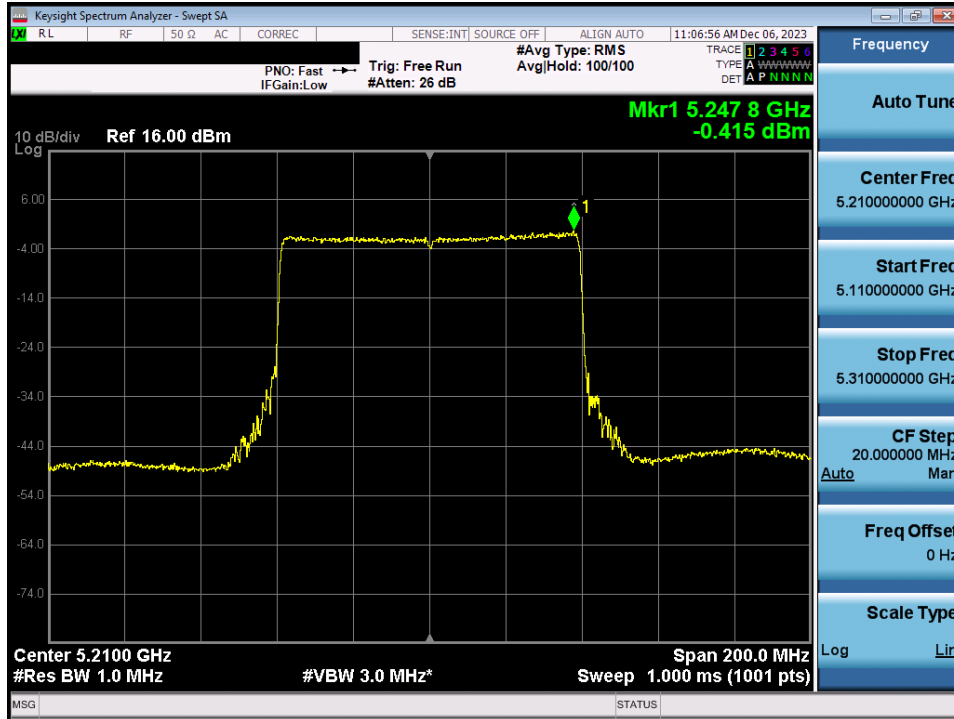 Keysight Spectrum Analyzer - Swept SA
LXI RL RF 50 Ω AC CORREC SENSE:INT SOURCE OFF ALIGN AUTO 11:06:56 AM Dec 06, 2023
PNO: Fast
IFGain:Low
Trig: Free Run
#Atten: 26 dB
#Avg Type: RMS
Avg|Hold: 100/100
TRACE 1 2 3 4 5 6
TYPE A WWWWW
DET A P N N N N
Mkr1 5.247 8 GHz
-0.415 dBm
10 dB/div Ref 16.00 dBm
Log
1
6.00
-4.00
-14.0
-24.0
-34.0
-44.0
-54.0
-64.0
-74.0
Center 5.2100 GHz Span 200.0 MHz
#Res BW 1.0 MHz #VBW 3.0 MHz* Sweep 1.000 ms (1001 pts)
MSG STATUS
Frequency
Auto Tune
Center Freq
5.210000000 GHz
Start Freq
5.110000000 GHz
Stop Freq
5.310000000 GHz
CF Step
20.000000 MHz
Auto Man
Freq Offset
0 Hz
Scale Type
Log Lin